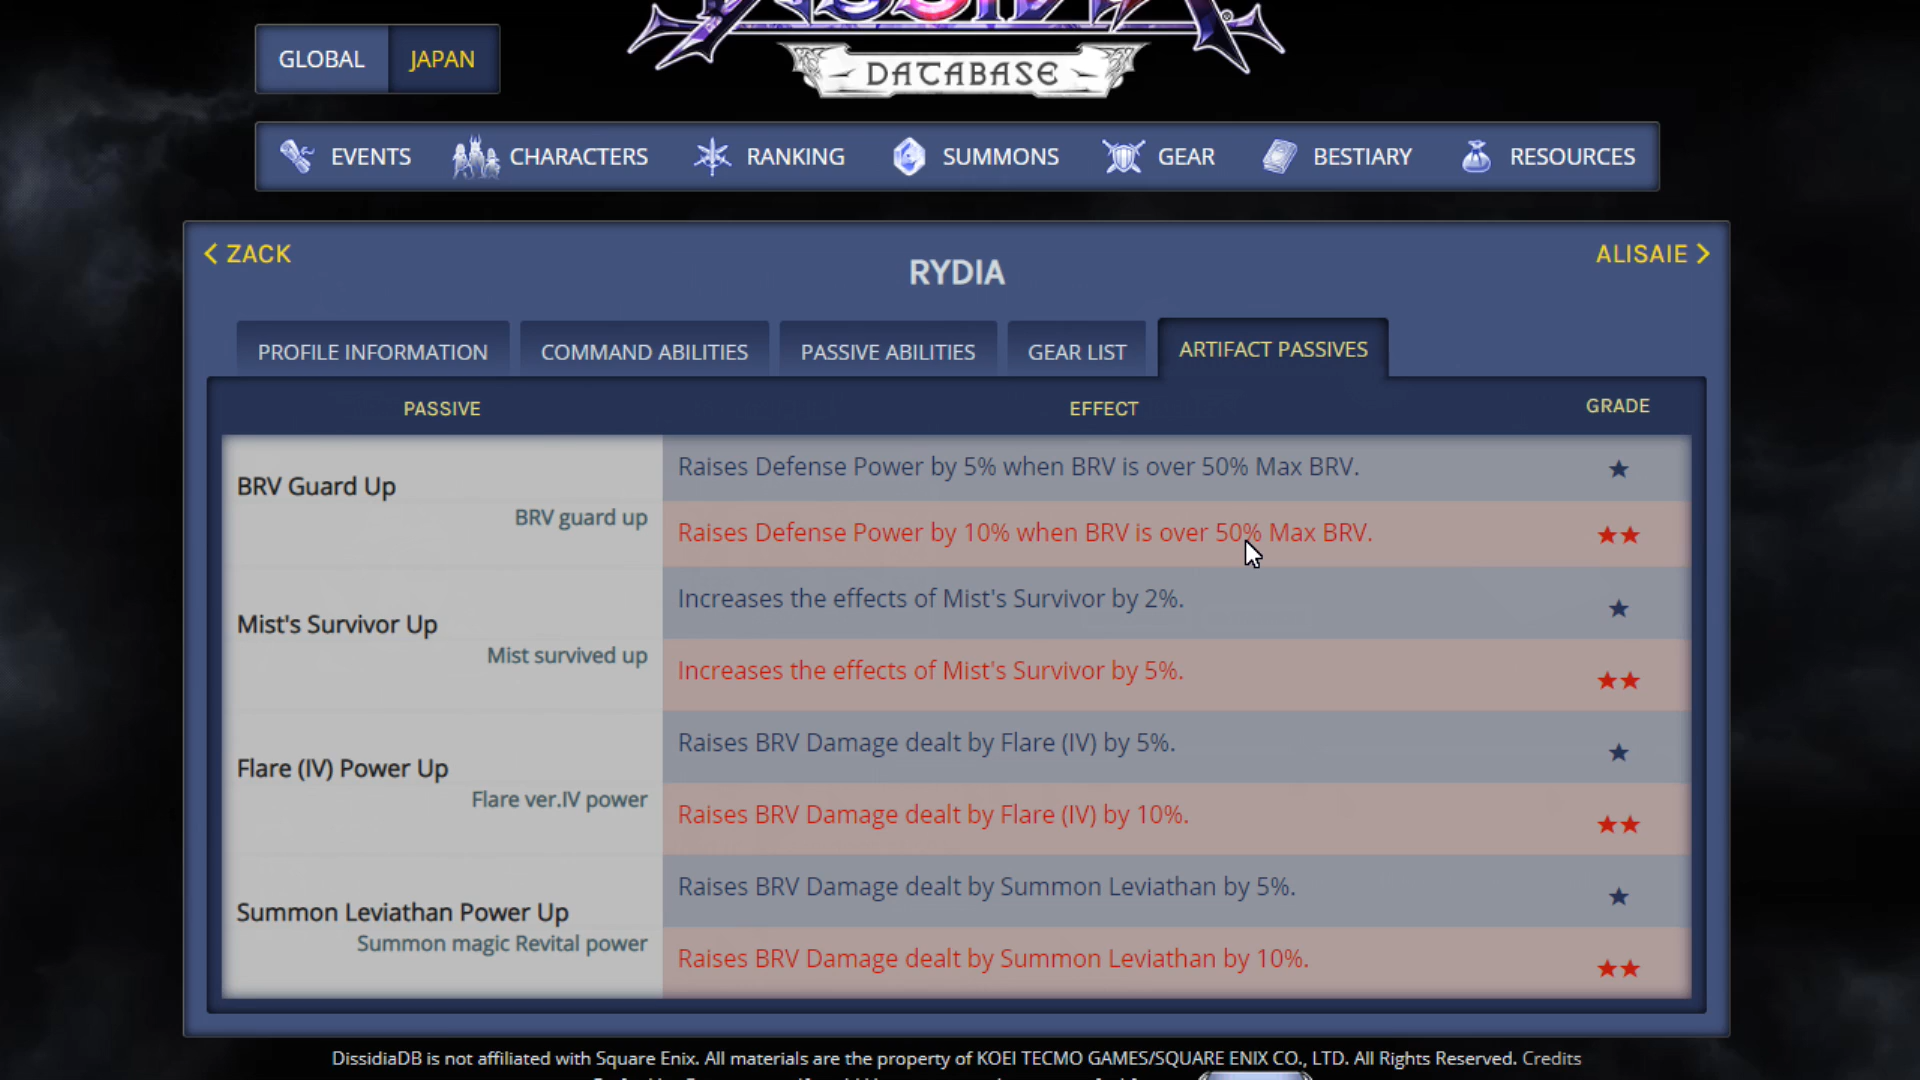 GLOBAL JAPAN
DISSIDIA
DATABASE
EVENTS CHARACTERS RANKING SUMMONS GEAR BESTIARY RESOURCES
< ZACK
RYDIA
ALISAIE >
PROFILE INFORMATION COMMAND ABILITIES PASSIVE ABILITIES GEAR LIST ARTIFACT PASSIVES
PASSIVE EFFECT GRADE
BRV Guard Up
BRV guard up
Raises Defense Power by 5% when BRV is over 50% Max BRV. ★
Raises Defense Power by 10% when BRV is over 50% Max BRV. ★★
Mist's Survivor Up
Mist survived up
Increases the effects of Mist's Survivor by 2%. ★
Increases the effects of Mist's Survivor by 5%. ★★
Flare (IV) Power Up
Flare ver.IV power
Raises BRV Damage dealt by Flare (IV) by 5%. ★
Raises BRV Damage dealt by Flare (IV) by 10%. ★★
Summon Leviathan Power Up
Summon magic Revital power
Raises BRV Damage dealt by Summon Leviathan by 5%. ★
Raises BRV Damage dealt by Summon Leviathan by 10%. ★★
DissidiaDB is not affiliated with Square Enix. All materials are the property of KOEI TECMO GAMES/SQUARE ENIX CO., LTD. All Rights Reserved. Credits